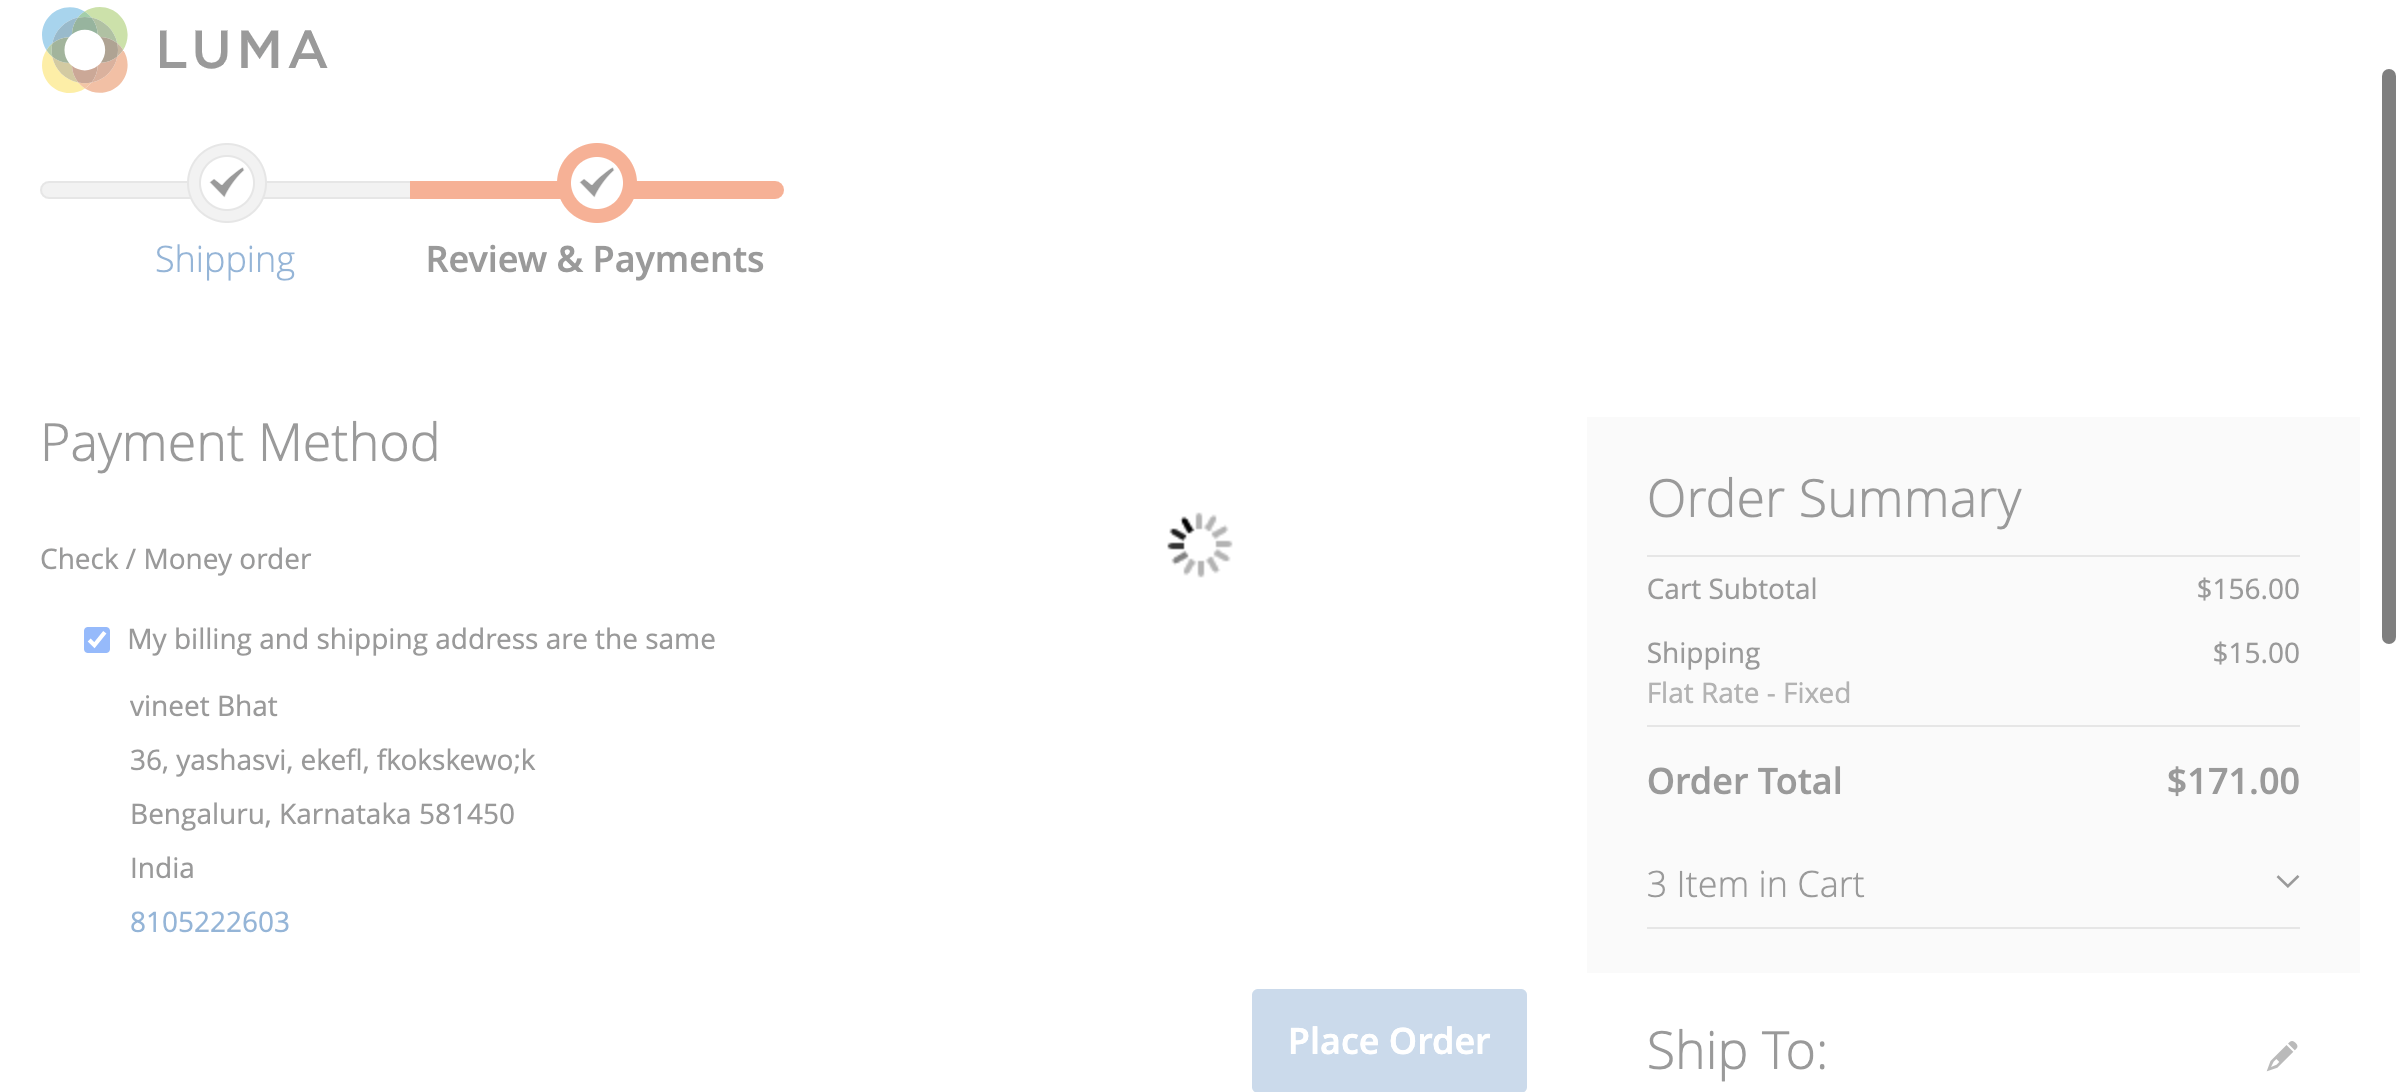 LUMA
Shipping
Review & Payments
Payment Method
Check / Money order
My billing and shipping address are the same
vineet Bhat
36, yashasvi, ekefl, fkokskewo;k
Bengaluru, Karnataka 581450
India
8105222603
Place Order
Order Summary
Cart Subtotal $156.00
Shipping $15.00
Flat Rate - Fixed
Order Total $171.00
3 Item in Cart
Ship To: